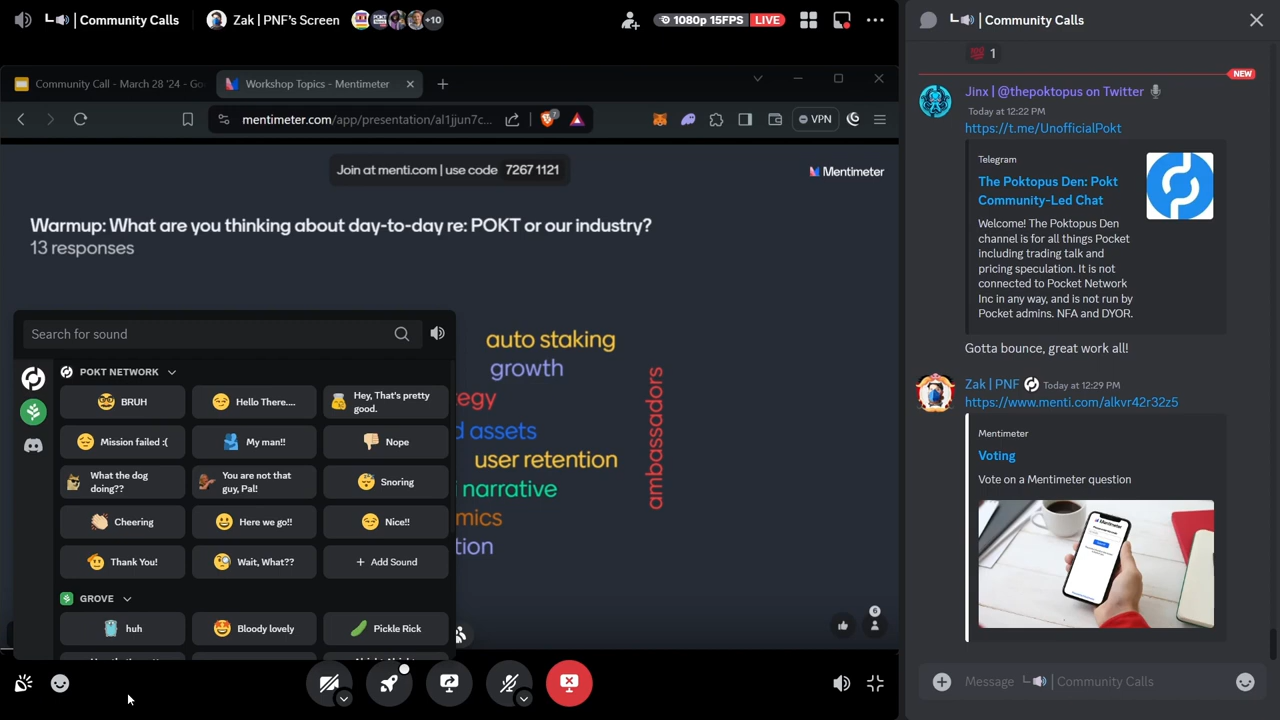 | Community Calls
Zak | PNF's Screen
+10
1080p 15FPS LIVE
| Community Calls
Community Call - March 28 '24 - Go
Workshop Topics - Mentimeter
mentimeter.com/app/presentation/al1jjun7c...
7
VPN
Join at menti.com | use code 7267 1121
Mentimeter
Warmup: What are you thinking about day-to-day re: POKT or our industry?
13 responses
auto staking
growth
egy
d assets
user retention
narrative
mics
tion
ambassadors
6
Search for sound
POKT NETWORK
BRUH
Hello There....
Hey, That's pretty
good.
Mission failed :(
My man!!
Nope
What the dog
doing??
You are not that
guy, Pal!
Snoring
Cheering
Here we go!!
Nice!!
Thank You!
Wait, What??
+ Add Sound
GROVE
huh
Bloody lovely
Pickle Rick
1
NEW
Jinx | @thepoktopus on Twitter
Today at 12:22 PM
https://t.me/UnofficialPokt
Telegram
The Poktopus Den: Pokt
Community-Led Chat
Welcome! The Poktopus Den
channel is for all things Pocket
including trading talk and
pricing speculation. It is not
connected to Pocket Network
Inc in any way, and is not run by
Pocket admins. NFA and DYOR.
Gotta bounce, great work all!
Zak | PNF Today at 12:29 PM
https://www.menti.com/alkvr42r32z5
Mentimeter
Voting
Vote on a Mentimeter question
Mentimeter
Message | Community Calls